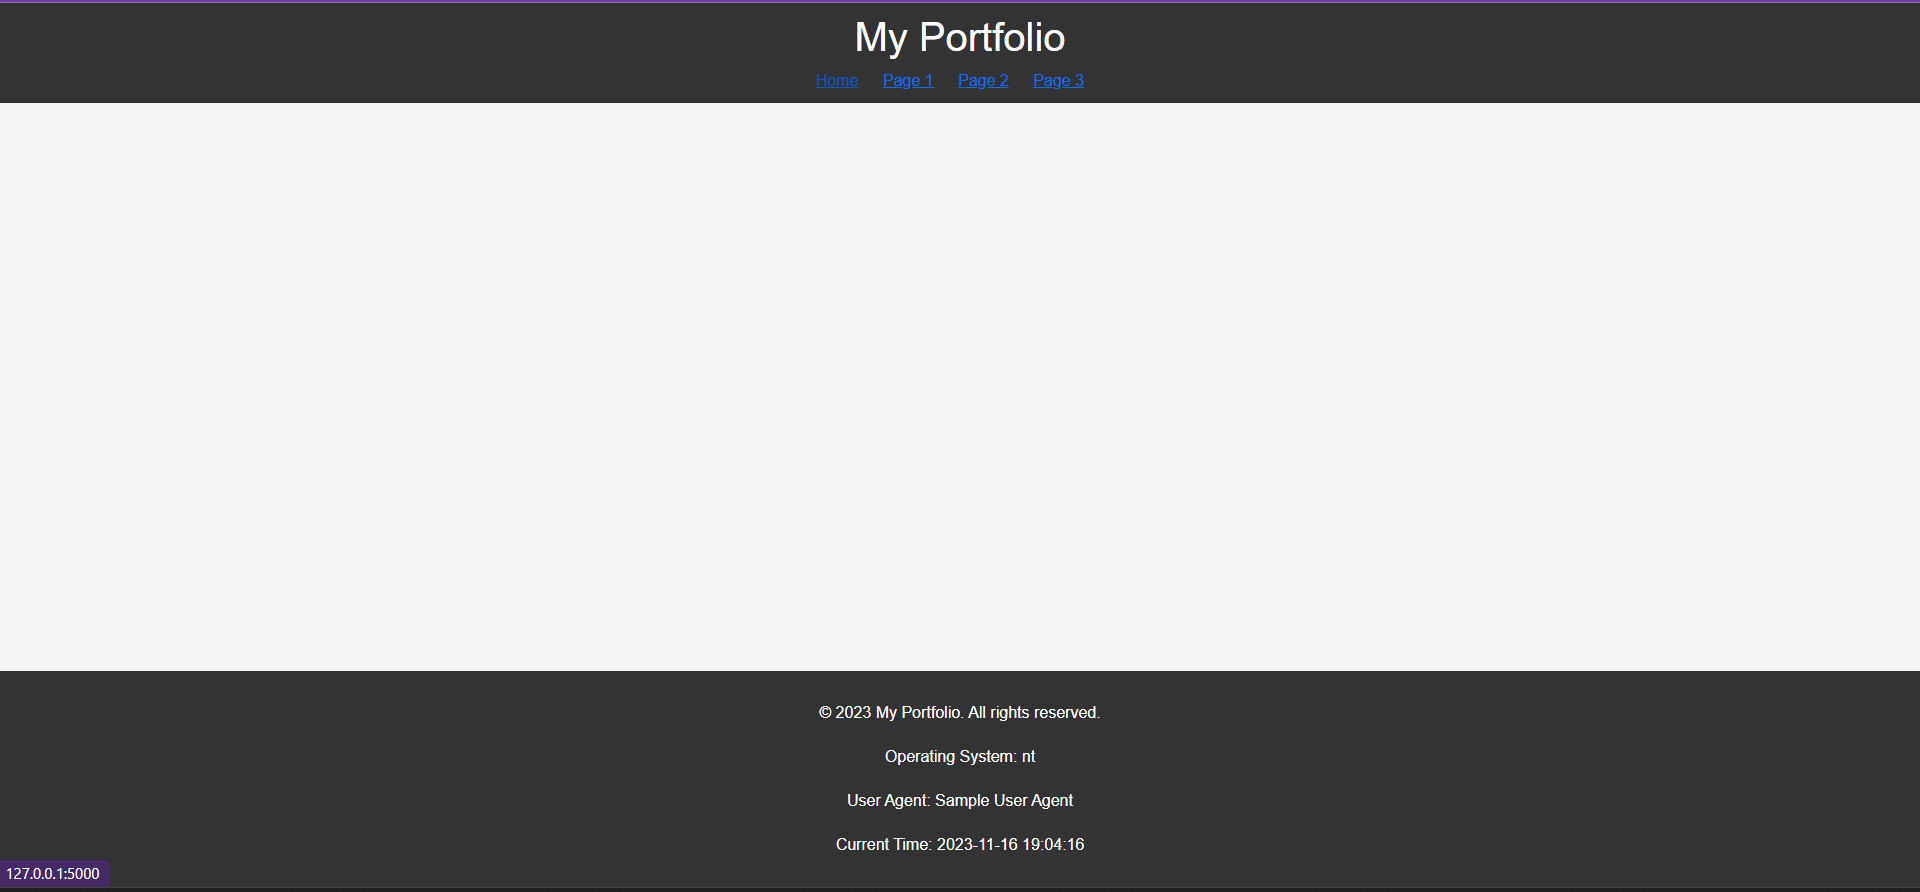 My Portfolio
Home Page 1 Page 2 Page 3
© 2023 My Portfolio. All rights reserved.
Operating System: nt
User Agent: Sample User Agent
Current Time: 2023-11-16 19:04:16
127.0.0.1:5000